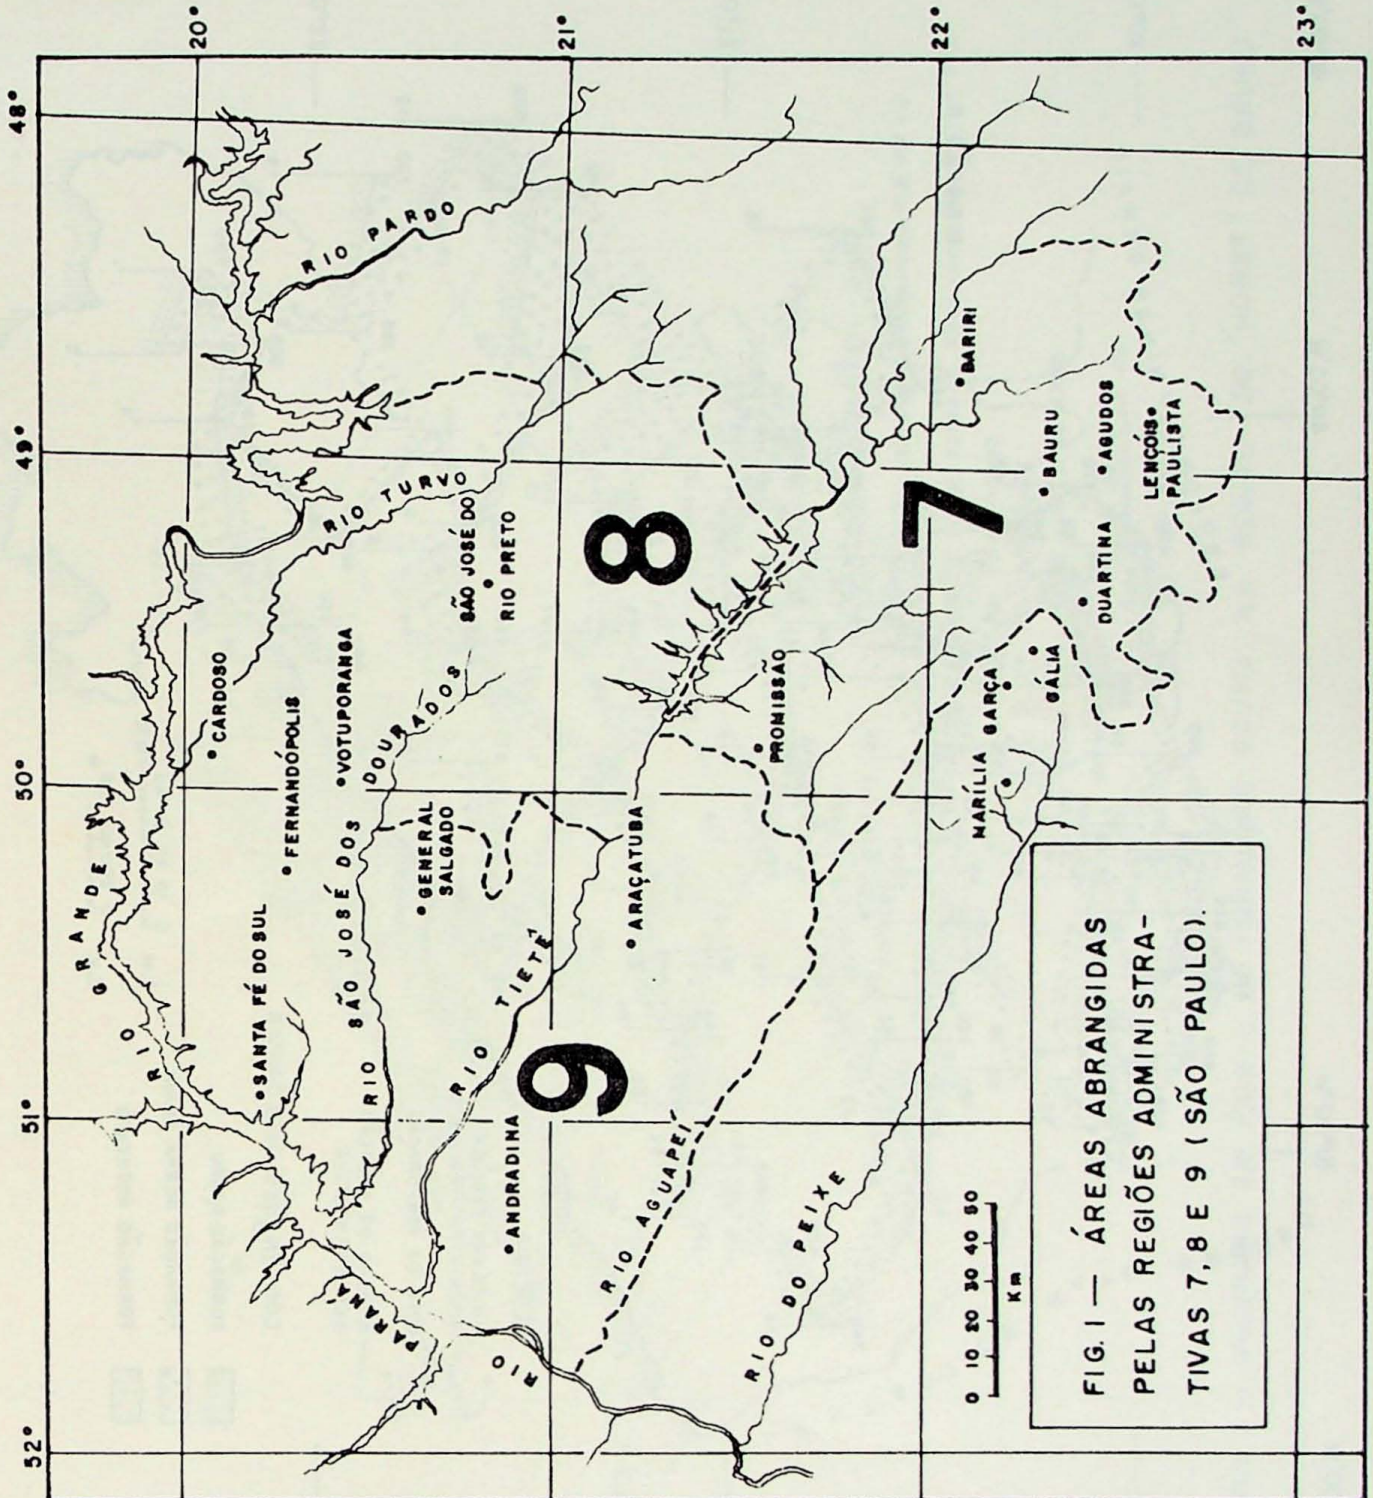 52°
51°
50°
49°
48°
20°
21°
22°
23°
RIO GRANDE
RIO PARDO
RIO TURVO
CARDOSO
FERNANDÓPOLIS
VOTUPORANGA
SANTA FÉ DO SUL
SÃO JOSÉ DO
RIO PRETO
RIO SÃO JOSÉ DOS DOURADOS
GENERAL
SALGADO
RIO TIETÊ
RIO PARANÁ
ANDRADINA
ARAÇATUBA
PROMISSÃO
8
9
7
RIO AGUAPEÍ
RIO DO PEIXE
MARÍLIA
GARÇA
GÁLIA
DUARTINA
BARIRI
BAURU
AGUDOS
LENÇÓIS
PAULISTA
0 10 20 30 40 50
Km
FIG. 1 — ÁREAS ABRANGIDAS
PELAS REGIÕES ADMINISTRA-
TIVAS 7, 8 E 9 (SÃO PAULO).